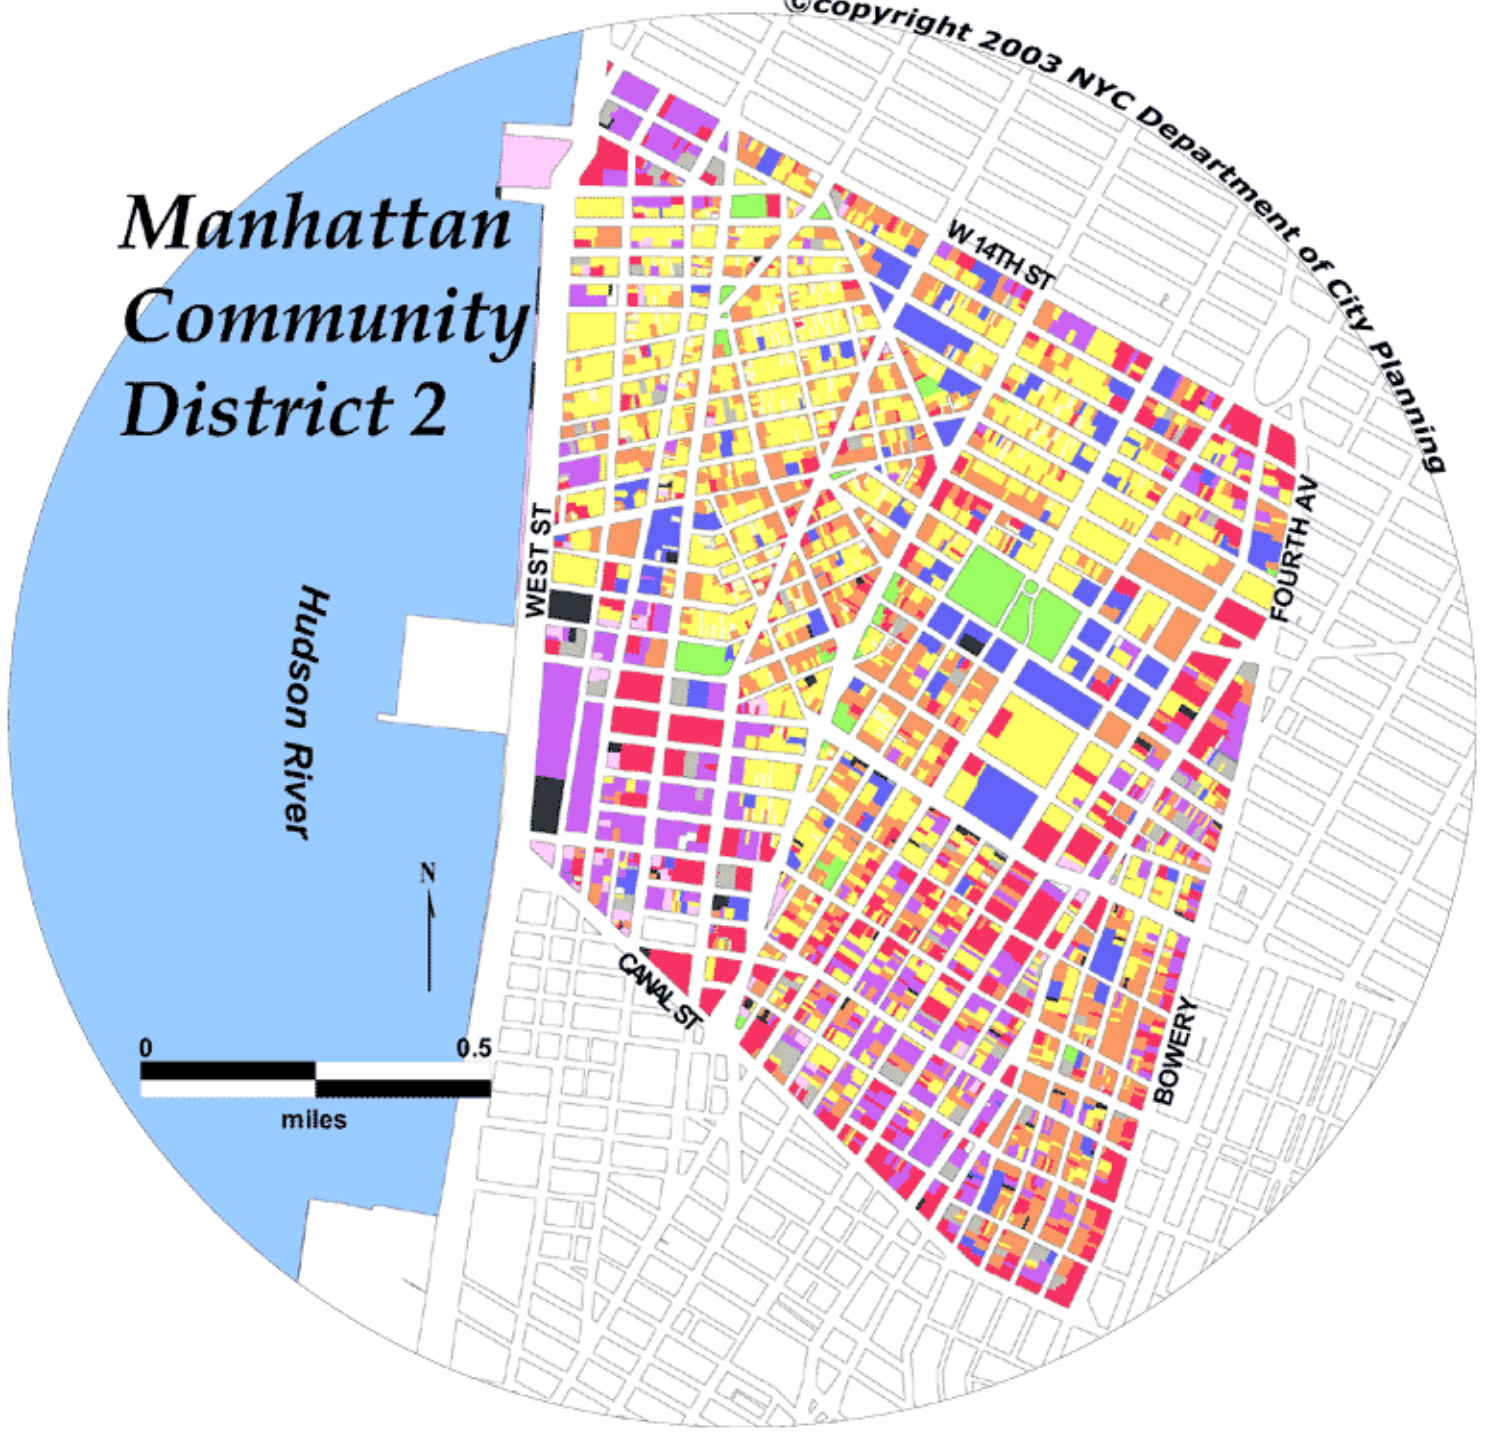 ©copyright 2003 NYC Department of City Planning
Manhattan
Community
District 2
W 14TH ST
FOURTH AV
WEST ST
Hudson River
N
CANAL ST
BOWERY
0 0.5
miles